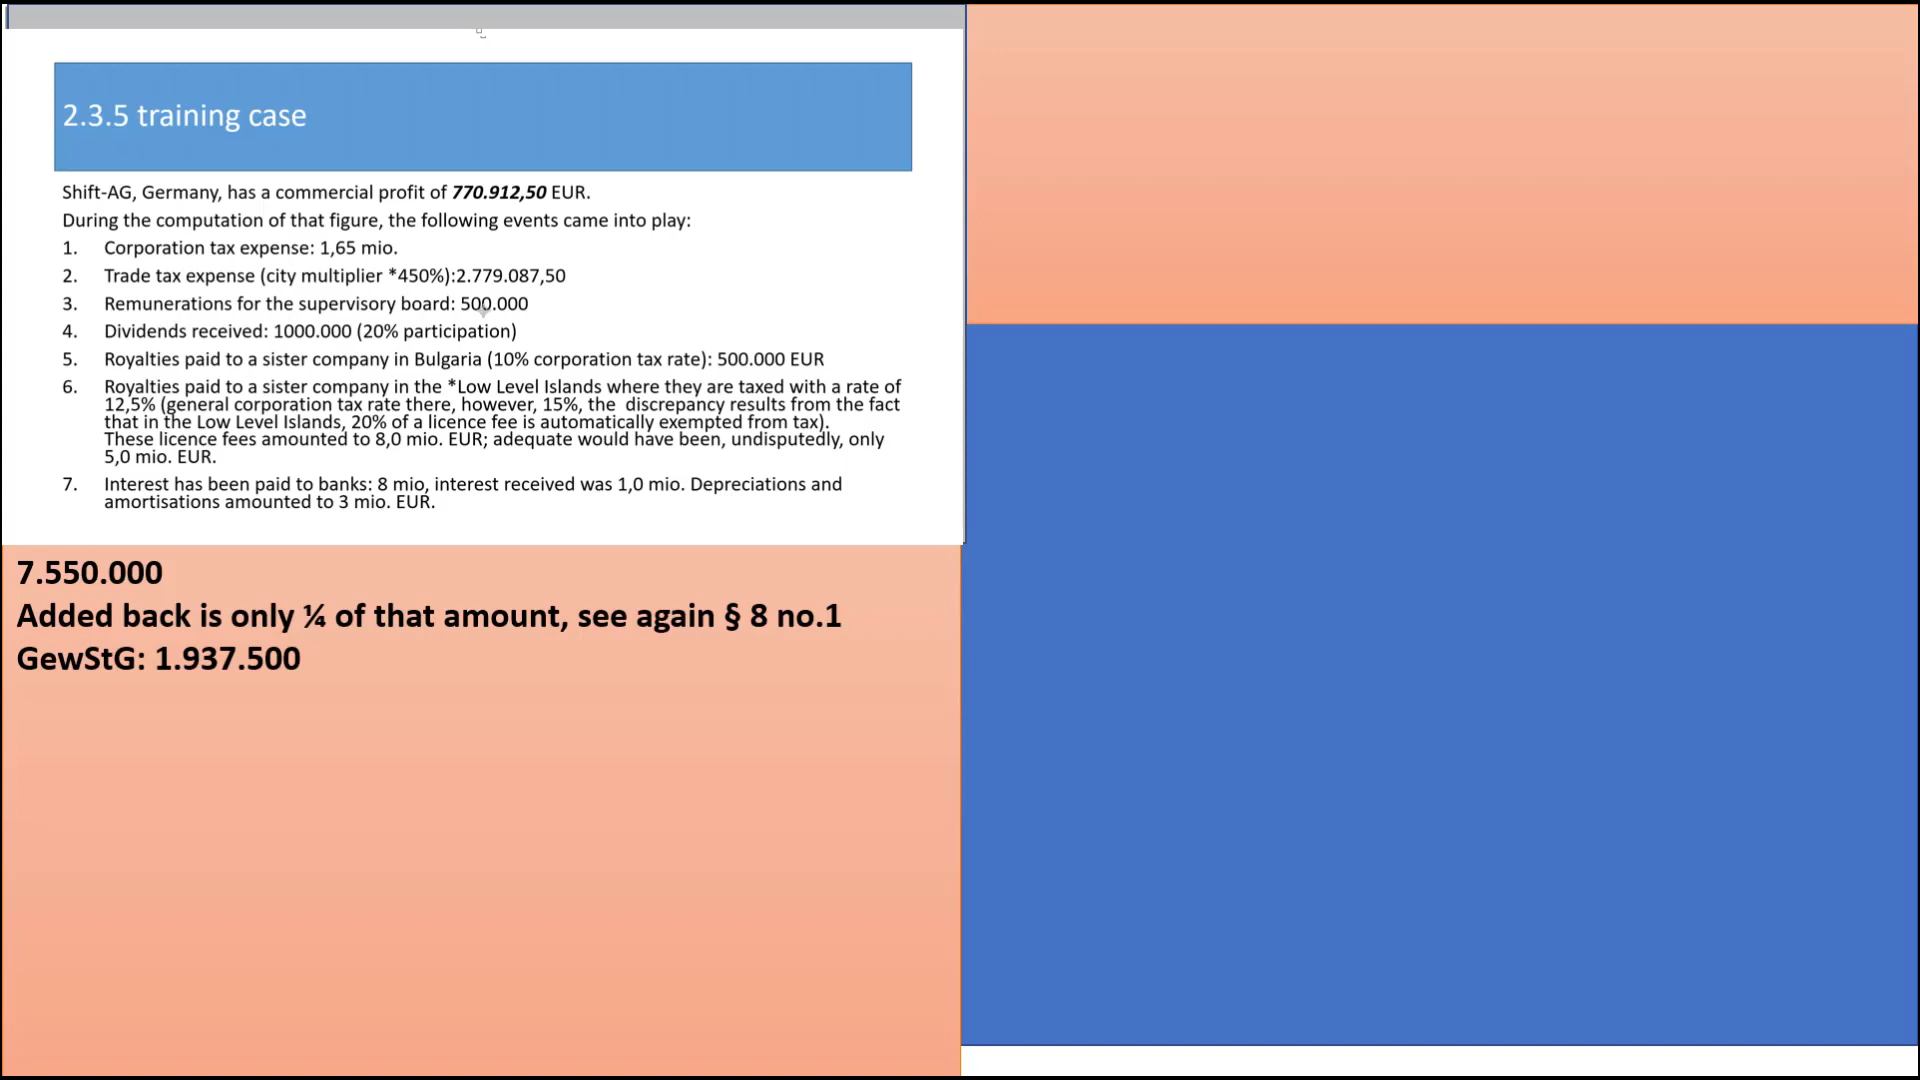 2.3.5 training case
Shift-AG, Germany, has a commercial profit of 770.912,50 EUR.
During the computation of that figure, the following events came into play:
1. Corporation tax expense: 1,65 mio.
2. Trade tax expense (city multiplier *450%):2.779.087,50
3. Remunerations for the supervisory board: 500.000
4. Dividends received: 1000.000 (20% participation)
5. Royalties paid to a sister company in Bulgaria (10% corporation tax rate): 500.000 EUR
6. Royalties paid to a sister company in the *Low Level Islands where they are taxed with a rate of
12,5% (general corporation tax rate there, however, 15%, the discrepancy results from the fact
that in the Low Level Islands, 20% of a licence fee is automatically exempted from tax).
These licence fees amounted to 8,0 mio. EUR; adequate would have been, undisputedly, only
5,0 mio. EUR.
7. Interest has been paid to banks: 8 mio, interest received was 1,0 mio. Depreciations and
amortisations amounted to 3 mio. EUR.
7.550.000
Added back is only ¼ of that amount, see again § 8 no.1
GewStG: 1.937.500